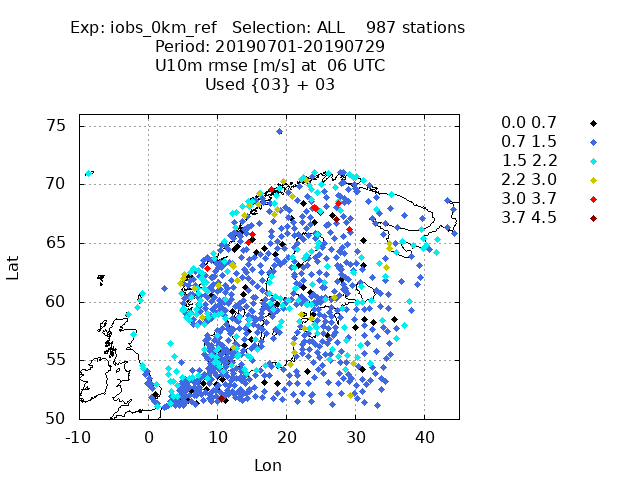 Exp: iobs_0km_ref   Selection: ALL    987 stations
Period: 20190701-20190729
U10m rmse [m/s] at  06 UTC
Used {03} + 03
0.0 0.7
0.7 1.5
1.5 2.2
2.2 3.0
3.0 3.7
3.7 4.5
75
70
65
60
55
50
Lat
-10 0 10 20 30 40
Lon